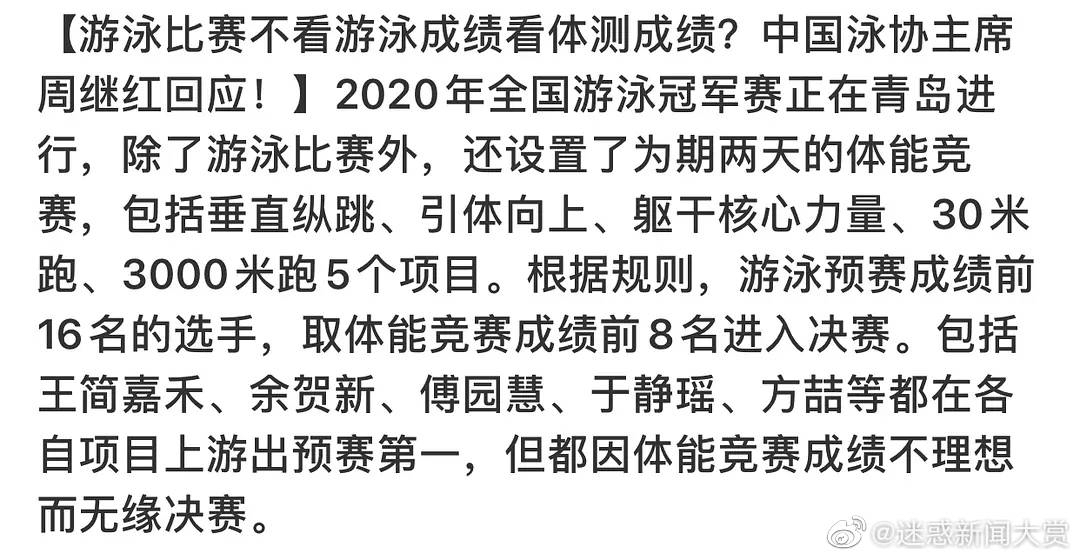 【游泳比赛不看游泳成绩看体测成绩？中国泳协主席
周继红回应！】2020年全国游泳冠军赛正在青岛进
行，除了游泳比赛外，还设置了为期两天的体能竞
赛，包括垂直纵跳、引体向上、躯干核心力量、30米
跑、3000米跑5个项目。根据规则，游泳预赛成绩前
16名的选手，取体能竞赛成绩前8名进入决赛。包括
王简嘉禾、余贺新、傅园慧、于静瑶、方喆等都在各
自项目上游出预赛第一，但都因体能竞赛成绩不理想
而无缘决赛。
@迷惑新闻大赏